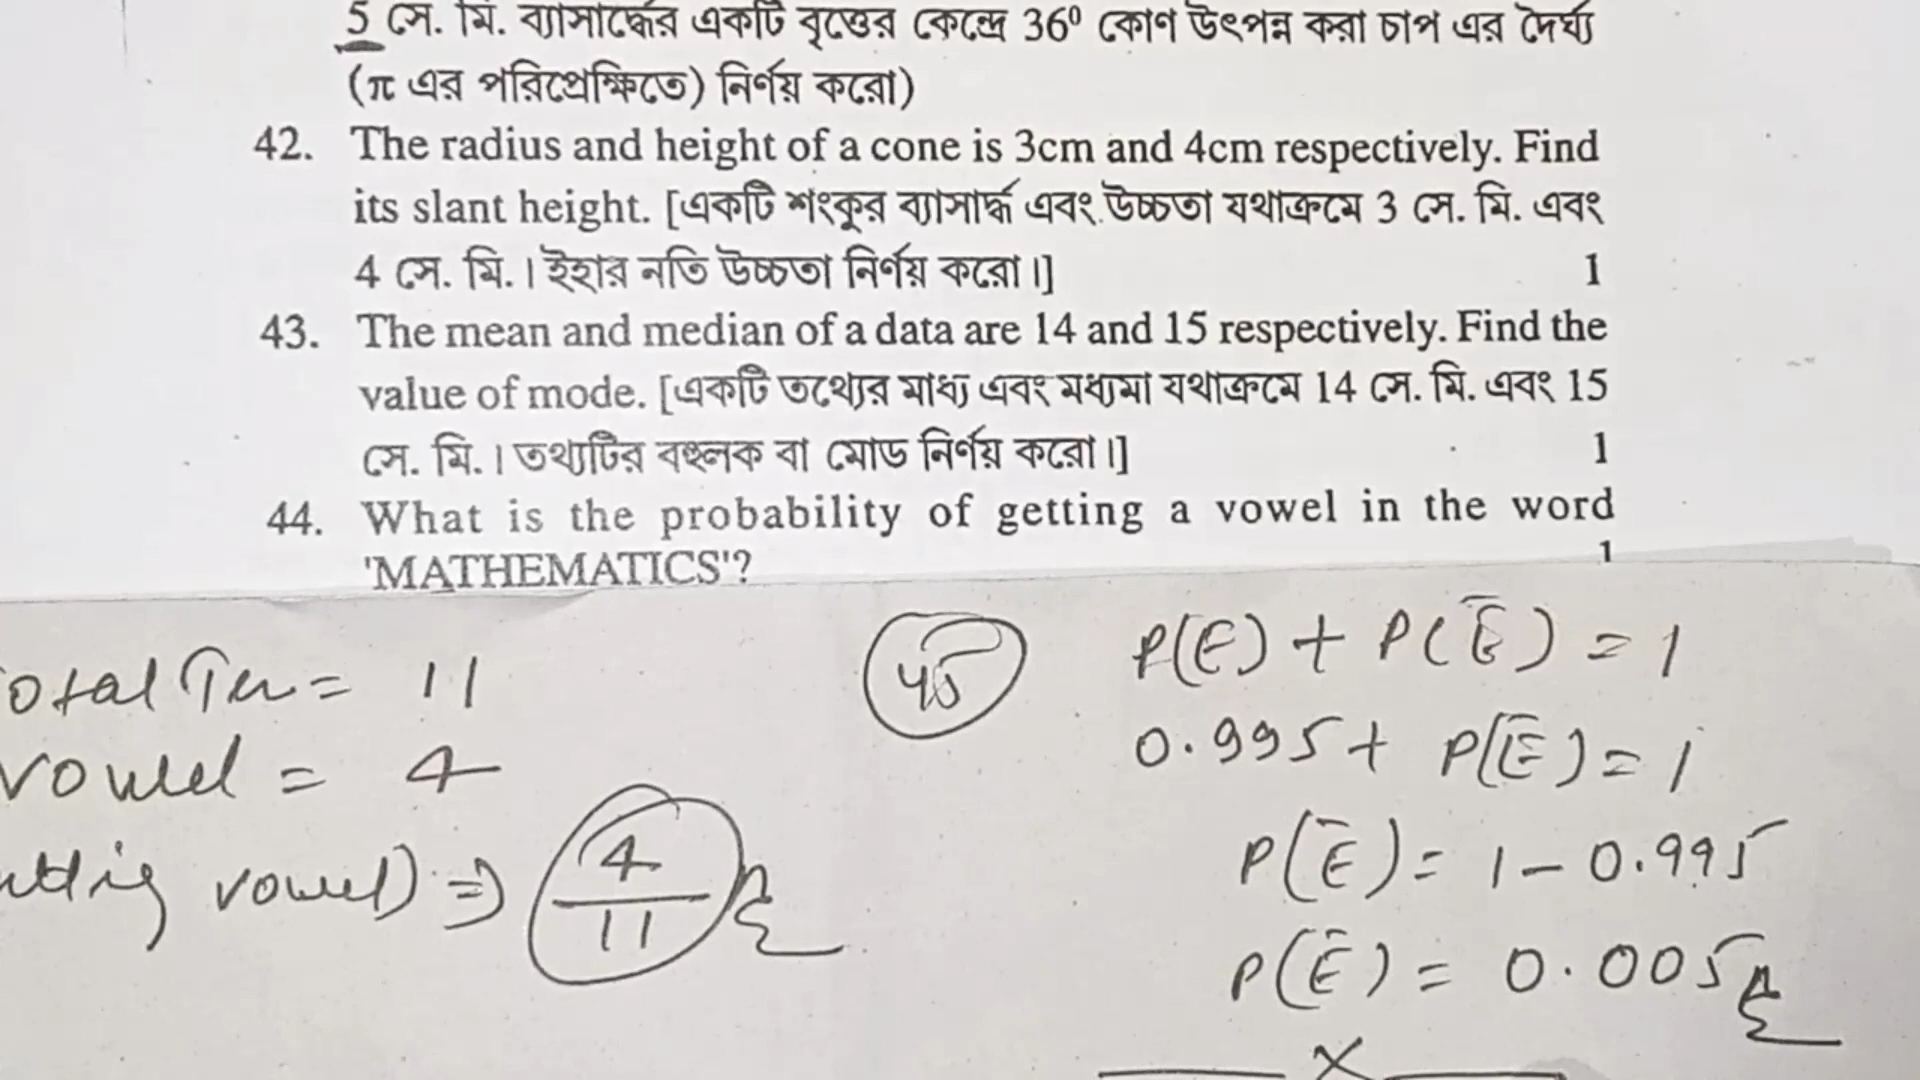 5 সে. মি. ব্যাসার্দ্ধের একটি বৃত্তের কেন্দ্রে 36⁰ কোণ উৎপন্ন করা চাপ এর দৈর্ঘ্য
(π এর পরিপ্রেক্ষিতে) নির্ণয় করো)
42. The radius and height of a cone is 3cm and 4cm respectively. Find
its slant height. [একটি শংকুর ব্যাসার্দ্ধ এবং উচ্চতা যথাক্রমে 3 সে. মি. এবং
4 সে. মি. । ইহার নতি উচ্চতা নির্ণয় করো।] 1
43. The mean and median of a data are 14 and 15 respectively. Find the
value of mode. [একটি তথ্যের মাধ্য এবং মধ্যমা যথাক্রমে 14 সে. মি. এবং 15
সে. মি. । তথ্যটির বহুলক বা মোড নির্ণয় করো।] 1
44. What is the probability of getting a vowel in the word
'MATHEMATICS'? 1
otal = 11
vowel = 4
vowel) ⇒ 4/11
45 P(E) + P(Ē) = 1
0.995 + P(Ē) = 1
P(Ē) = 1 - 0.995
P(Ē) = 0.005
x